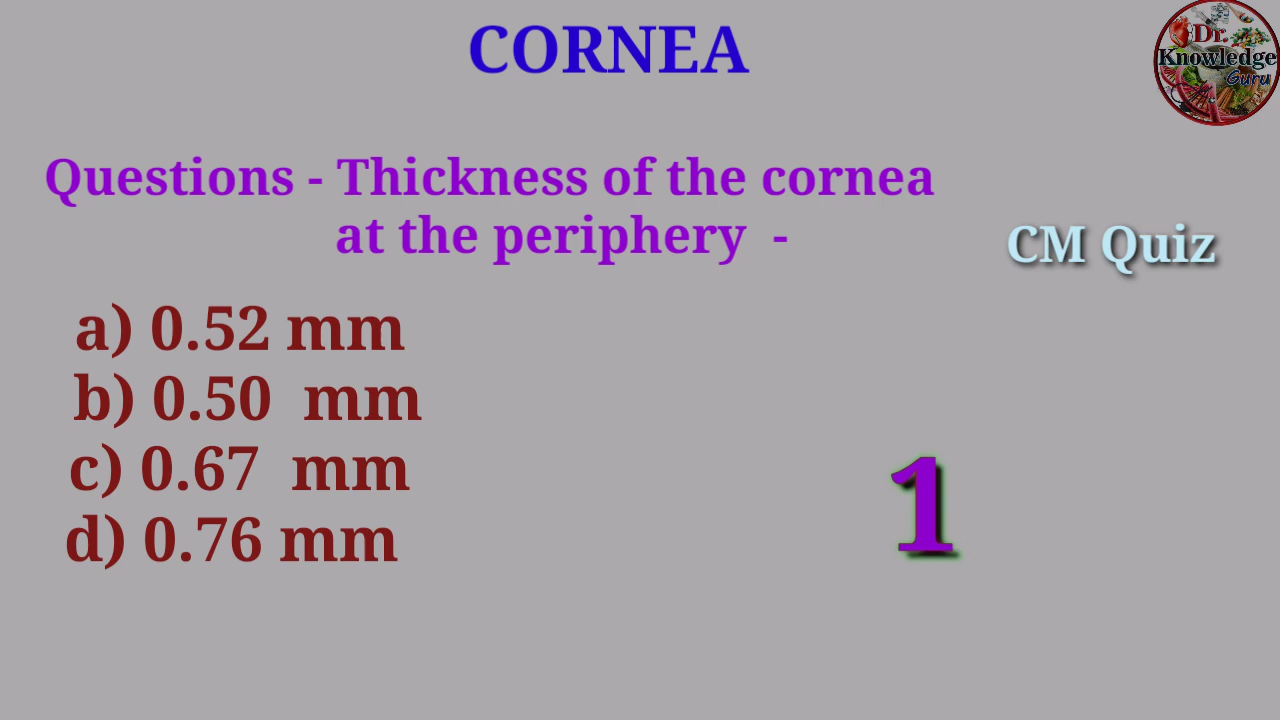 CORNEA
Dr.
Knowledge
Guru
Questions - Thickness of the cornea
at the periphery -
CM Quiz
a) 0.52 mm
b) 0.50 mm
c) 0.67 mm
d) 0.76 mm
1